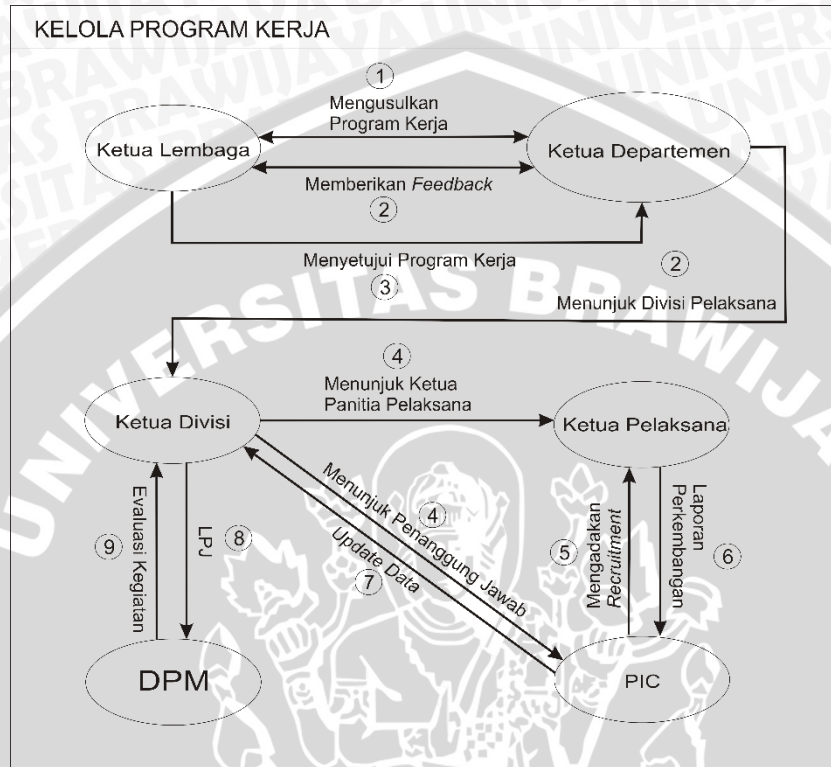 KELOLA PROGRAM KERJA
1
Mengusulkan
Program Kerja
Ketua Lembaga
Ketua Departemen
Memberikan Feedback
2
Menyetujui Program Kerja
3
2
Menunjuk Divisi Pelaksana
4
Menunjuk Ketua
Panitia Pelaksana
Ketua Divisi
Ketua Pelaksana
Menunjuk Penanggung Jawab
4
Update Data
7
Evaluasi Kegiatan
9
LPJ
8
Mengadakan
Recruitment
5
Laporan
Perkembangan
6
DPM
PIC
UNIVERSITAS BRAWIJAYA